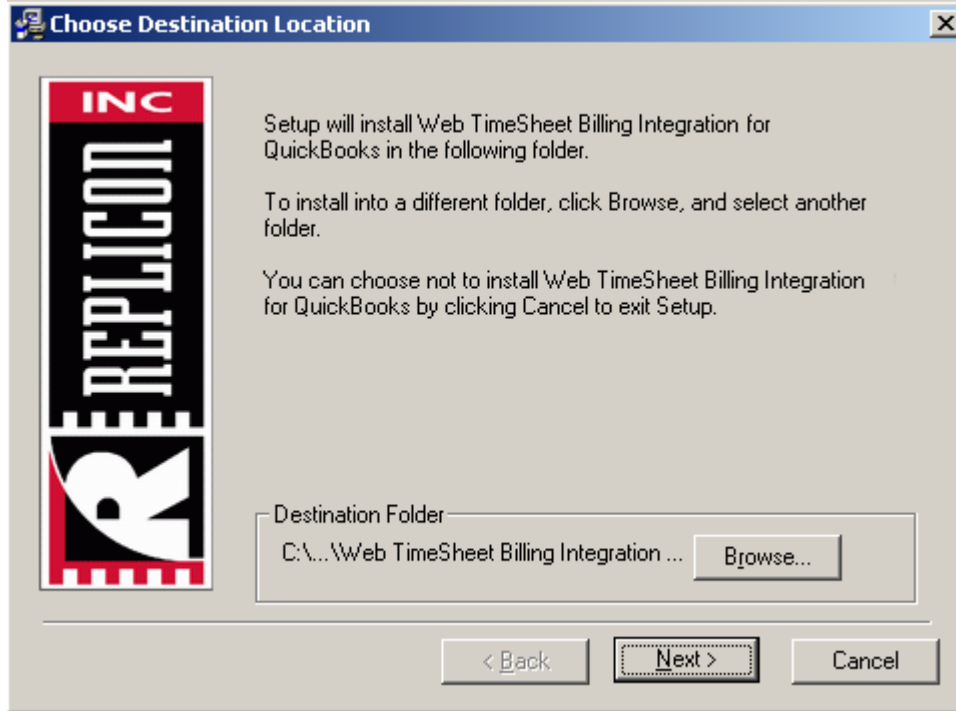 Choose Destination Location
INC
REPLICON
R
Setup will install Web TimeSheet Billing Integration for
QuickBooks in the following folder.
To install into a different folder, click Browse, and select another
folder.
You can choose not to install Web TimeSheet Billing Integration
for QuickBooks by clicking Cancel to exit Setup.
Destination Folder
C:\...\Web TimeSheet Billing Integration ...
Browse...
< Back
Next >
Cancel